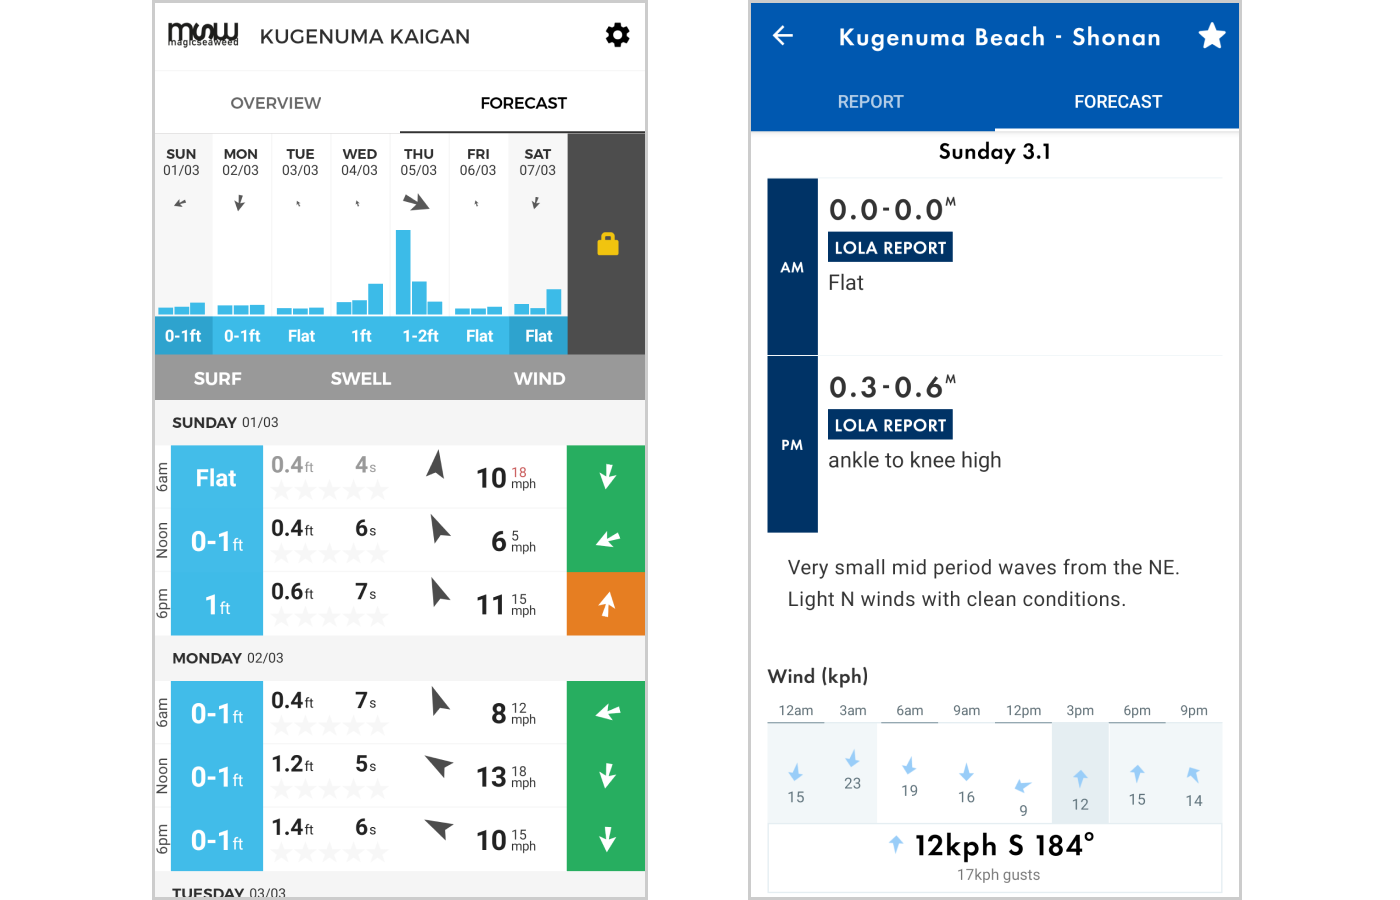 msw
magicseaweed
KUGENUMA KAIGAN
OVERVIEW FORECAST
SUN MON TUE WED THU FRI SAT
01/03 02/03 03/03 04/03 05/03 06/03 07/03
0-1ft 0-1ft Flat 1ft 1-2ft Flat Flat
SURF SWELL WIND
SUNDAY 01/03
6am Flat 0.4ft 4s 10 18 mph
Noon 0-1ft 0.4ft 6s 6 5 mph
6pm 1ft 0.6ft 7s 11 15 mph
MONDAY 02/03
6am 0-1ft 0.4ft 7s 8 12 mph
Noon 0-1ft 1.2ft 5s 13 18 mph
6pm 0-1ft 1.4ft 6s 10 15 mph
TUESDAY 03/03
Kugenuma Beach - Shonan
REPORT FORECAST
Sunday 3.1
AM
0.0-0.0M
LOLA REPORT
Flat
PM
0.3-0.6M
LOLA REPORT
ankle to knee high
Very small mid period waves from the NE.
Light N winds with clean conditions.
Wind (kph)
12am 3am 6am 9am 12pm 3pm 6pm 9pm
15 23 19 16 9 12 15 14
12kph S 184°
17kph gusts